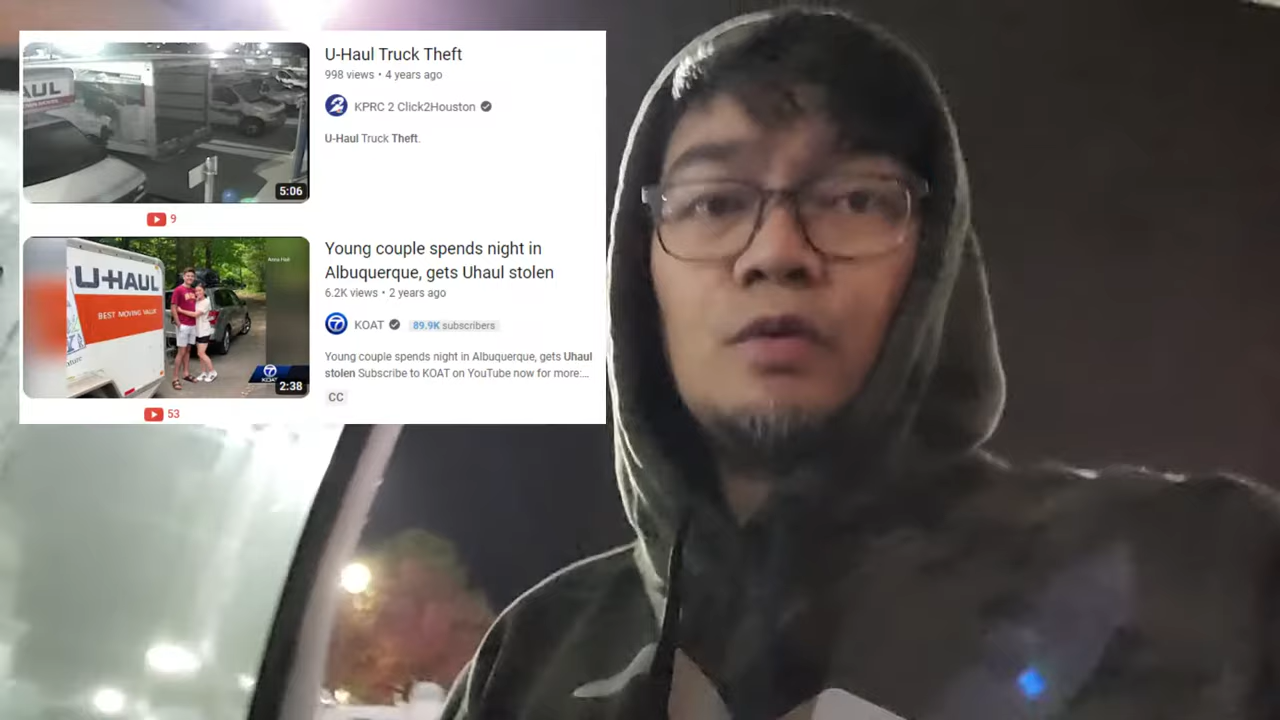 U-Haul Truck Theft
998 views • 4 years ago
2 KPRC 2 Click2Houston
U-Haul Truck Theft.
AUL
5:06
9
Young couple spends night in
Albuquerque, gets Uhaul stolen
6.2K views • 2 years ago
7 KOAT 89.9K subscribers
Young couple spends night in Albuquerque, gets Uhaul
stolen Subscribe to KOAT on YouTube now for more:...
CC
U-HAUL
BEST MOVING VALUE
7
2:38
53